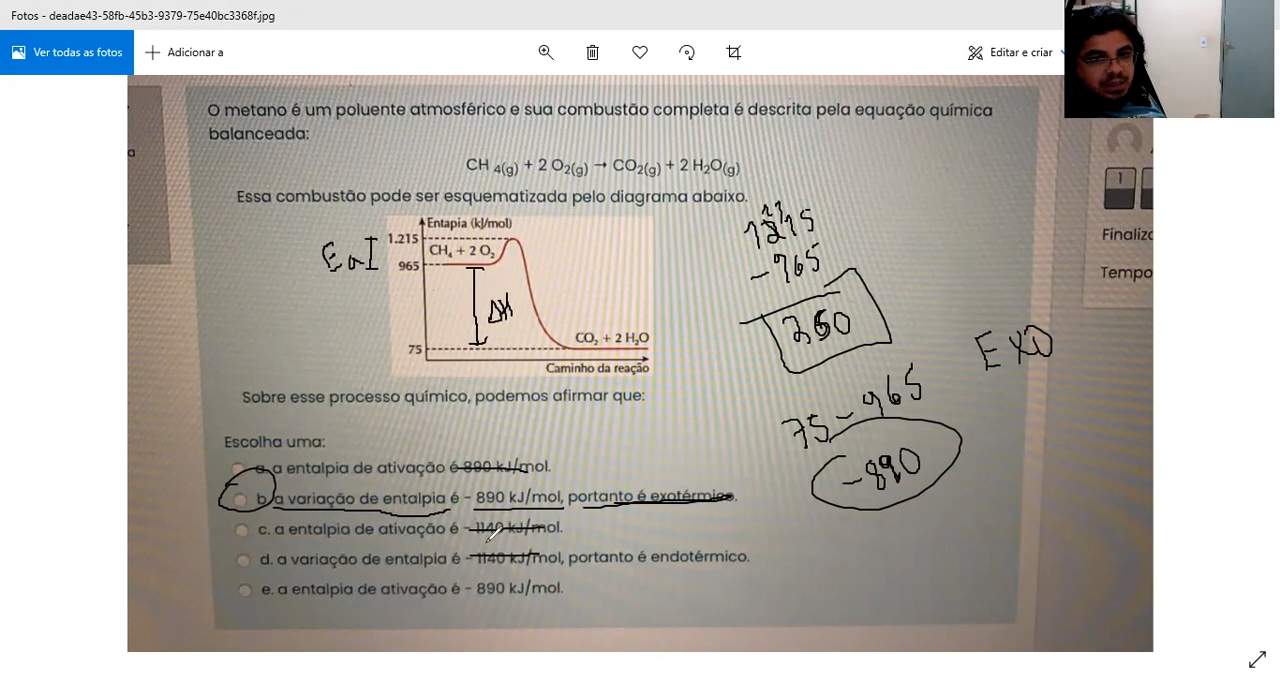 Fotos - deadae43-58fb-45b3-9379-75e40bc3368f.jpg
Ver todas as fotos
Adicionar a
Editar e criar
O metano é um poluente atmosférico e sua combustão completa é descrita pela equação química
balanceada:
CH 4(g) + 2 O2(g) → CO2(g) + 2 H2O(g)
Essa combustão pode ser esquematizada pelo diagrama abaixo.
Entapia (kJ/mol)
1.215
CH4 + 2 O2
965
EaI
ΔH
CO2 + 2 H2O
75
Caminho da reação
1215
- 965
250
EXO
75 - 965
- 890
Sobre esse processo químico, podemos afirmar que:
Escolha uma:
a. a entalpia de ativação é 890 kJ/mol.
b. a variação de entalpia é - 890 kJ/mol, portanto é exotérmico.
c. a entalpia de ativação é - 1140 kJ/mol.
d. a variação de entalpia é - 1140 kJ/mol, portanto é endotérmico.
e. a entalpia de ativação é - 890 kJ/mol.
a
1
Finaliz
Tempo